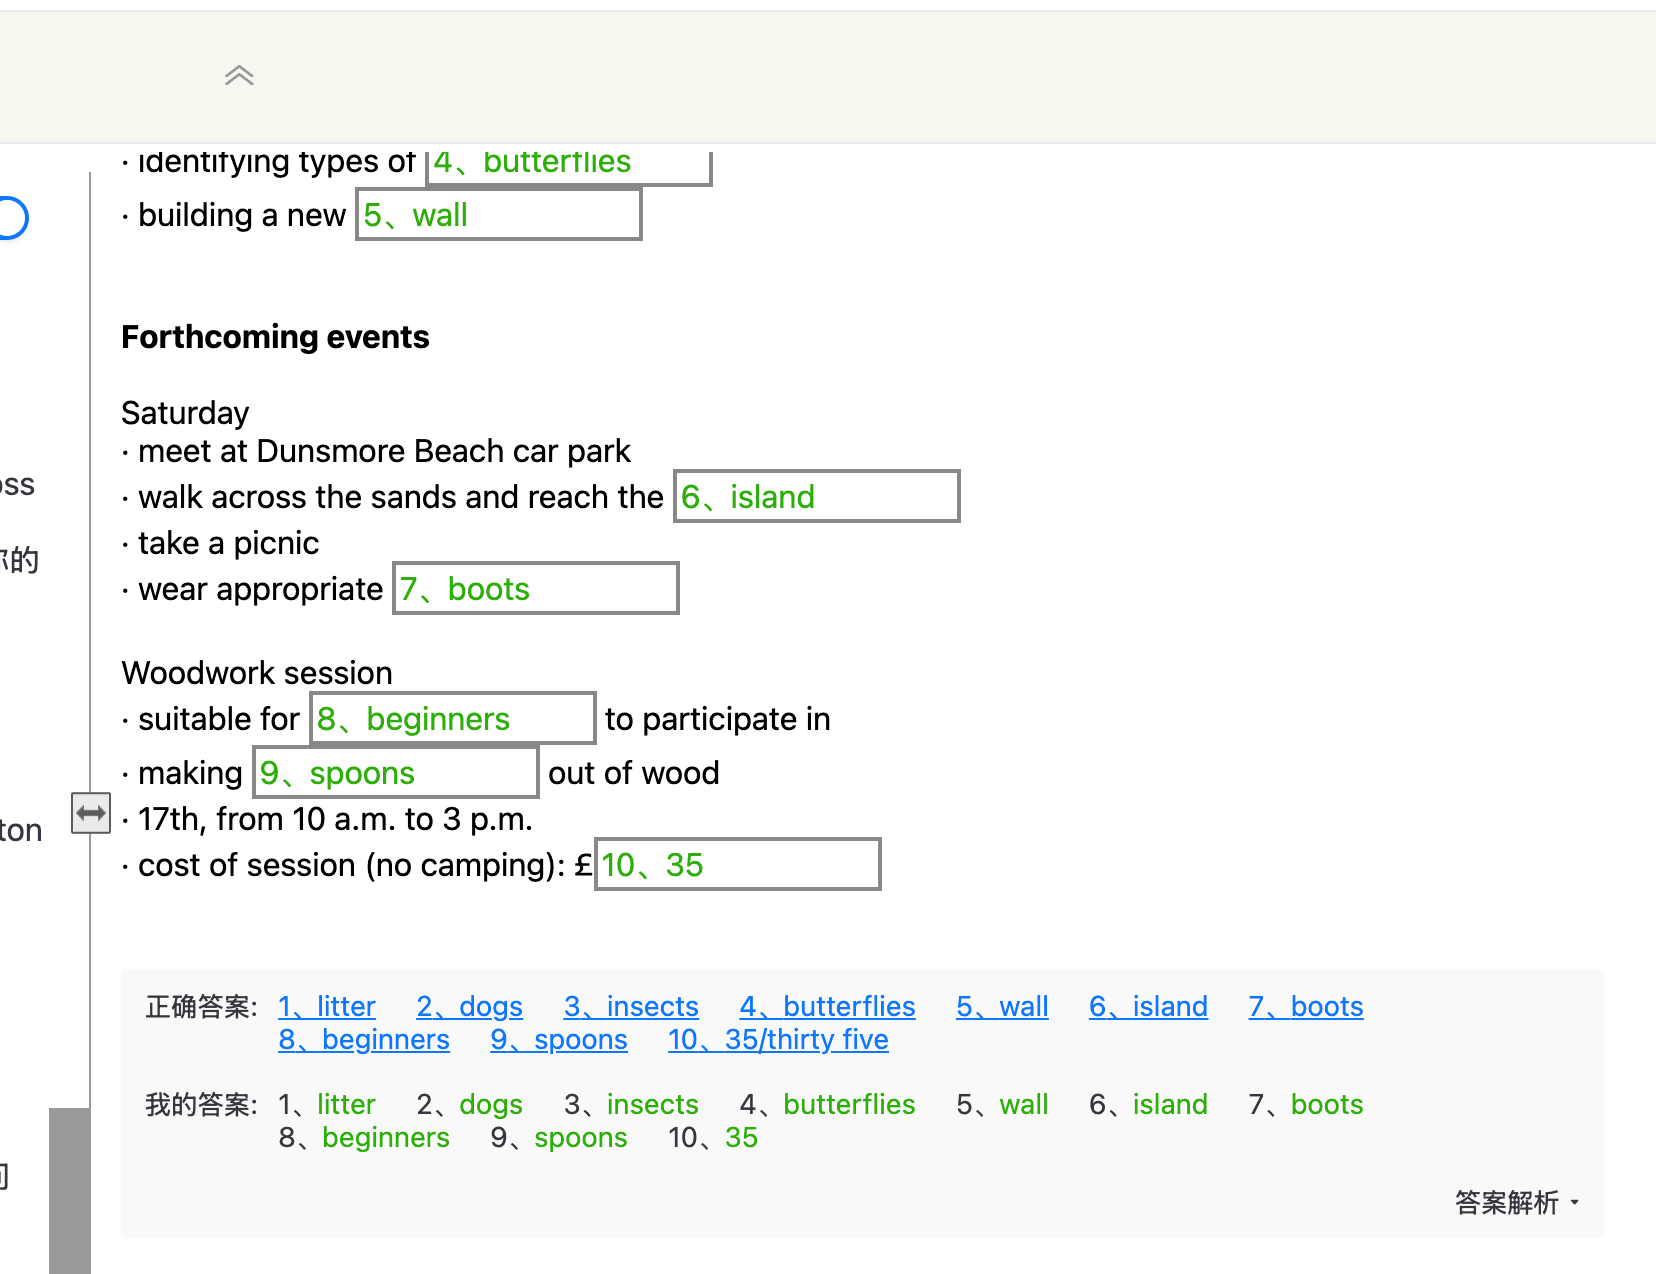 · identifying types of 4、butterflies
· building a new 5、wall
Forthcoming events
Saturday
· meet at Dunsmore Beach car park
oss
· walk across the sands and reach the 6、island
· take a picnic
你的
· wear appropriate 7、boots
Woodwork session
· suitable for 8、beginners to participate in
· making 9、spoons out of wood
· 17th, from 10 a.m. to 3 p.m.
ton
· cost of session (no camping): £10、35
正确答案: 1、litter 2、dogs 3、insects 4、butterflies 5、wall 6、island 7、boots
8、beginners 9、spoons 10、35/thirty five
我的答案: 1、litter 2、dogs 3、insects 4、butterflies 5、wall 6、island 7、boots
8、beginners 9、spoons 10、35
答案解析